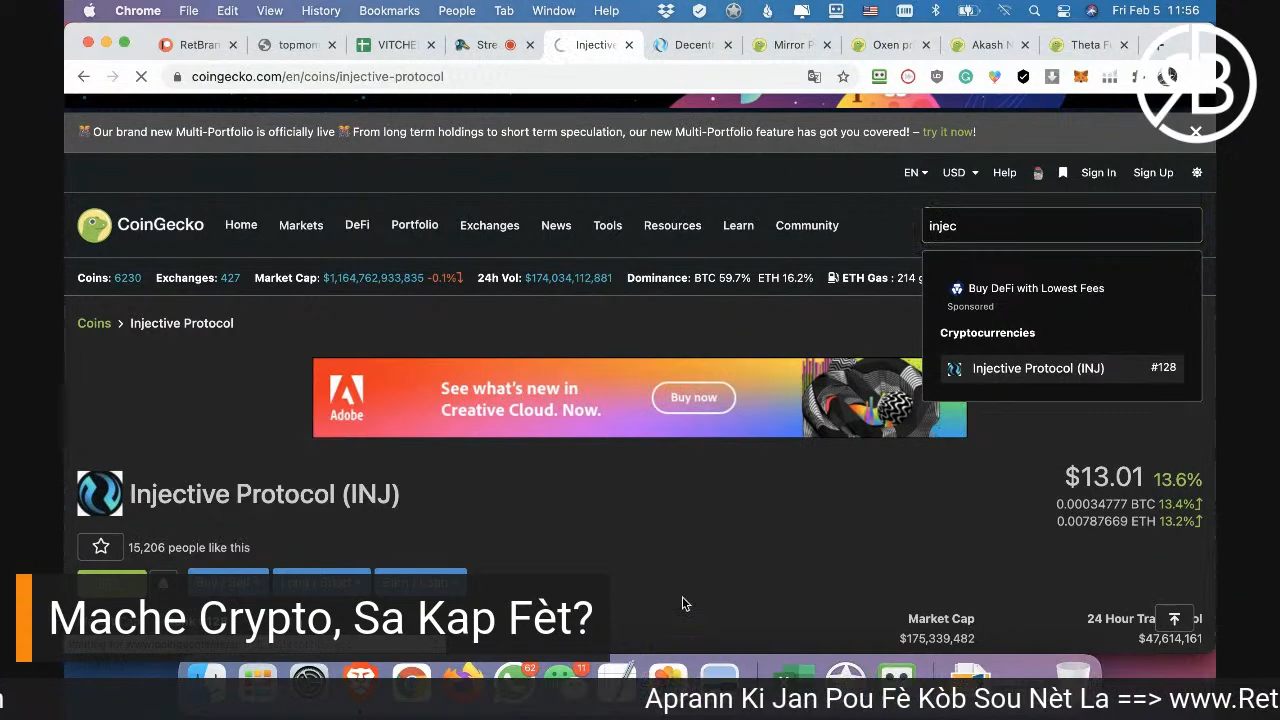 Chrome File Edit View History Bookmarks People Tab Window Help Fri Feb 5 11:56
RetBran topmom VITCHE Stre Injective Decentr Mirror P Oxen pr Akash N Theta F
coingecko.com/en/coins/injective-protocol
Our brand new Multi-Portfolio is officially live From long term holdings to short term speculation, our new Multi-Portfolio feature has got you covered! – try it now!
EN USD Help Sign In Sign Up
CoinGecko Home Markets DeFi Portfolio Exchanges News Tools Resources Learn Community injec
Coins: 6230 Exchanges: 427 Market Cap: $1,164,762,933,835 -0.1% 24h Vol: $174,034,112,881 Dominance: BTC 59.7% ETH 16.2% ETH Gas : 214 g
Buy DeFi with Lowest Fees
Sponsored
Cryptocurrencies
Injective Protocol (INJ) #128
Coins > Injective Protocol
Adobe
See what's new in
Creative Cloud. Now.
Buy now
Injective Protocol (INJ)
$13.01 13.6%
0.00034777 BTC 13.4%
0.00787669 ETH 13.2%
15,206 people like this
Mache Crypto, Sa Kap Fèt?
Market Cap
$175,339,482
24 Hour Tra
$47,614,161
62
11
Aprann Ki Jan Pou Fè Kòb Sou Nèt La ==> www.Ret